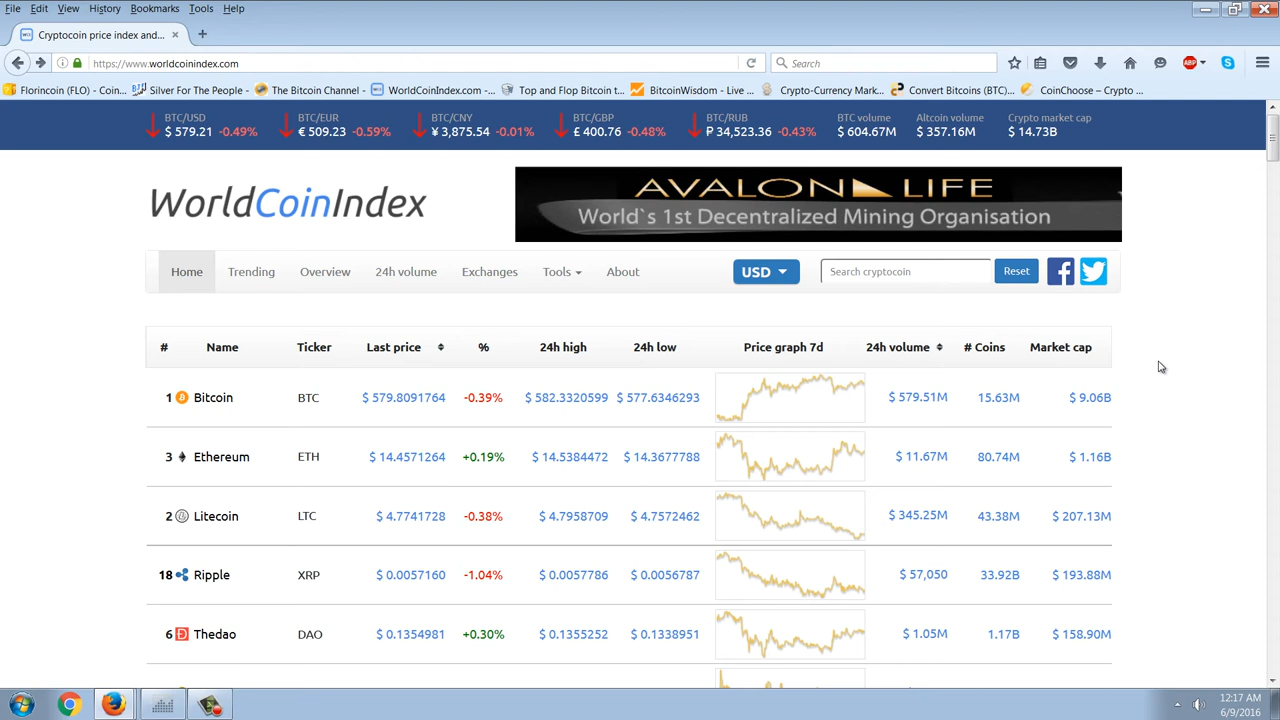 File Edit View History Bookmarks Tools Help
Cryptocoin price index and...
https://www.worldcoinindex.com
Search
ABP
Florincoin (FLO) - Coin... Silver For The People - ... The Bitcoin Channel - ... WorldCoinIndex.com - ... Top and Flop Bitcoin t... BitcoinWisdom - Live ... Crypto-Currency Mark... Convert Bitcoins (BTC)... CoinChoose – Crypto ...
BTC/USD BTC/EUR BTC/CNY BTC/GBP BTC/RUB BTC volume Altcoin volume Crypto market cap
$ 579.21 -0.49% € 509.23 -0.59% ¥ 3,875.54 -0.01% £ 400.76 -0.48% ₽ 34,523.36 -0.43% $ 604.67M $ 357.16M $ 14.73B
AVALON LIFE
World`s 1st Decentralized Mining Organisation
WorldCoinIndex
Home Trending Overview 24h volume Exchanges Tools About USD Search cryptocoin Reset
# Name Ticker Last price % 24h high 24h low Price graph 7d 24h volume # Coins Market cap
1 Bitcoin BTC $ 579.8091764 -0.39% $ 582.3320599 $ 577.6346293 $ 579.51M 15.63M $ 9.06B
3 Ethereum ETH $ 14.4571264 +0.19% $ 14.5384472 $ 14.3677788 $ 11.67M 80.74M $ 1.16B
2 Litecoin LTC $ 4.7741728 -0.38% $ 4.7958709 $ 4.7572462 $ 345.25M 43.38M $ 207.13M
18 Ripple XRP $ 0.0057160 -1.04% $ 0.0057786 $ 0.0056787 $ 57,050 33.92B $ 193.88M
6 Thedao DAO $ 0.1354981 +0.30% $ 0.1355252 $ 0.1338951 $ 1.05M 1.17B $ 158.90M
12:17 AM
6/9/2016